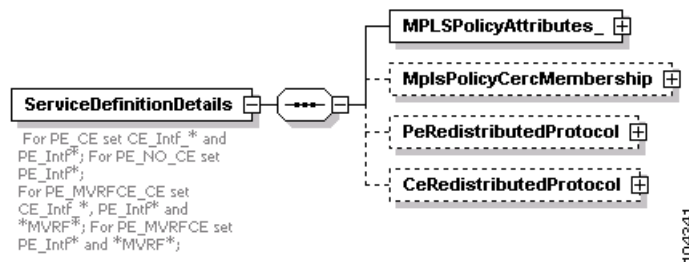 MPLSPolicyAttributes_
MplsPolicyCercMembership
ServiceDefinitionDetails
PeRedistributedProtocol
CeRedistributedProtocol
For PE_CE set CE_Intf_* and
PE_Intf*; For PE_NO_CE set
PE_Intf*;
For PE_MVRFCE_CE set
CE_Intf_*, PE_Intf* and
*MVRF*; For PE_MVRFCE set
PE_Intf* and *MVRF*;
104341